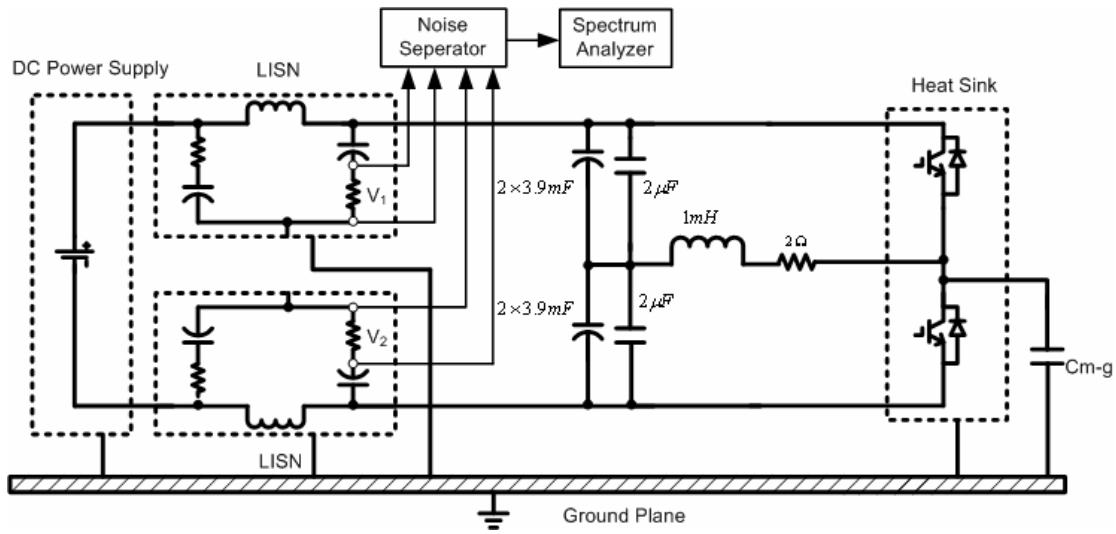 Noise
Seperator
Spectrum
Analyzer
DC Power Supply
LISN
Heat Sink
V1
2×3.9mF
2μF
1mH
2Ω
2×3.9mF
2μF
V2
Cm-g
LISN
Ground Plane